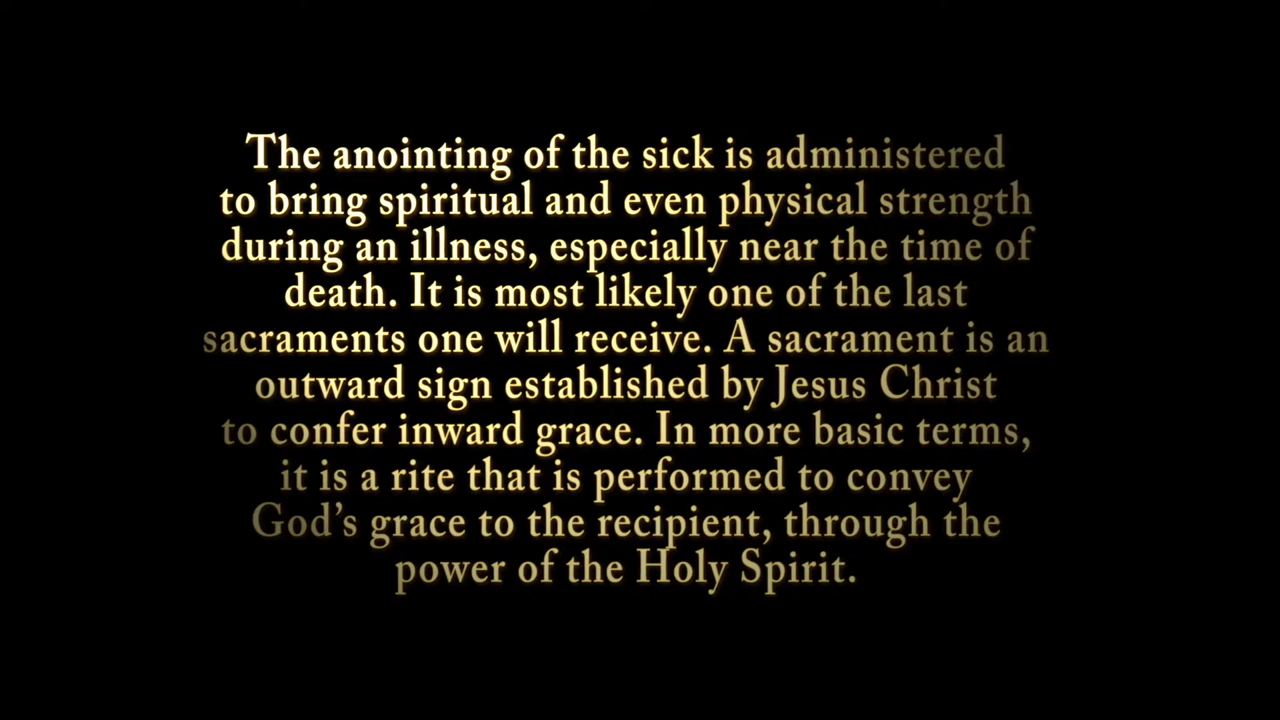 The anointing of the sick is administered
to bring spiritual and even physical strength
during an illness, especially near the time of
death. It is most likely one of the last
sacraments one will receive. A sacrament is an
outward sign established by Jesus Christ
to confer inward grace. In more basic terms,
it is a rite that is performed to convey
God’s grace to the recipient, through the
power of the Holy Spirit.